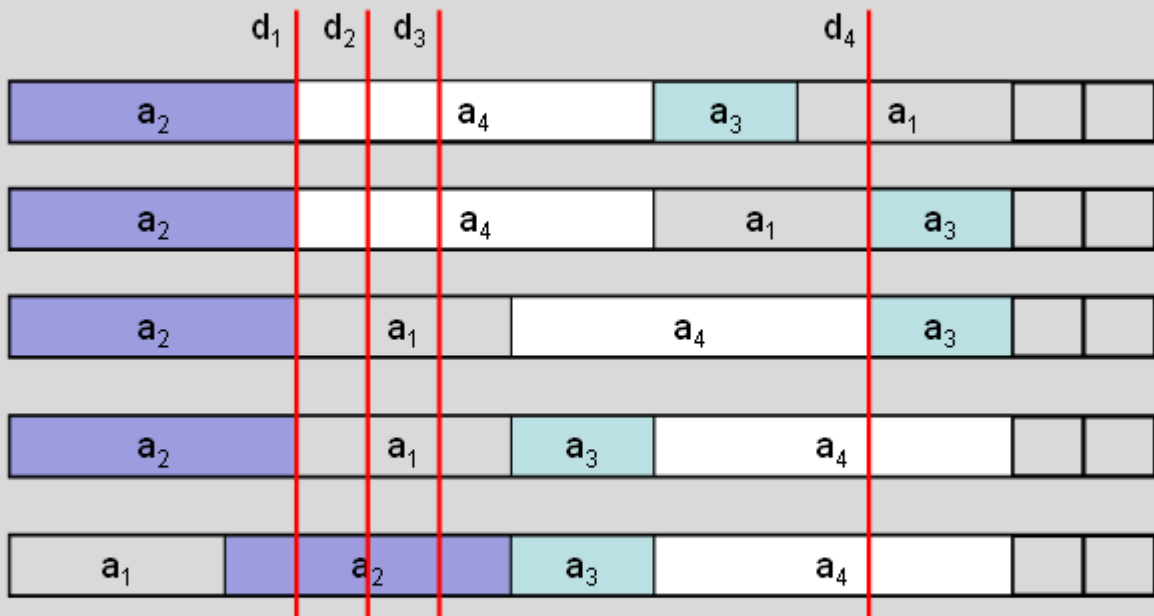 d₁ d₂ d₃ d₄
a₂ a₄ a₃ a₁
a₂ a₄ a₁ a₃
a₂ a₁ a₄ a₃
a₂ a₁ a₃ a₄
a₁ a₂ a₃ a₄